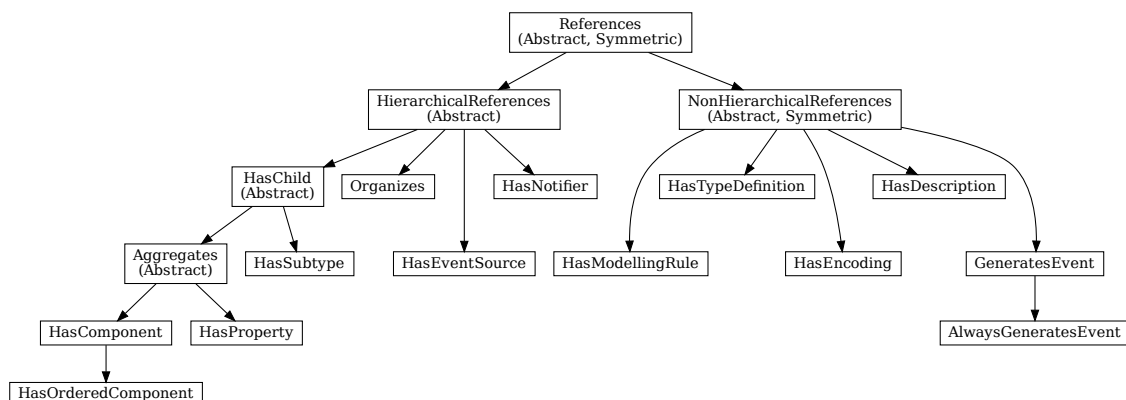 References
(Abstract, Symmetric)
HierarchicalReferences
(Abstract)
NonHierarchicalReferences
(Abstract, Symmetric)
HasChild
(Abstract)
Organizes
HasNotifier
HasTypeDefinition
HasDescription
Aggregates
(Abstract)
HasSubtype
HasEventSource
HasModellingRule
HasEncoding
GeneratesEvent
HasComponent
HasProperty
AlwaysGeneratesEvent
HasOrderedComponent